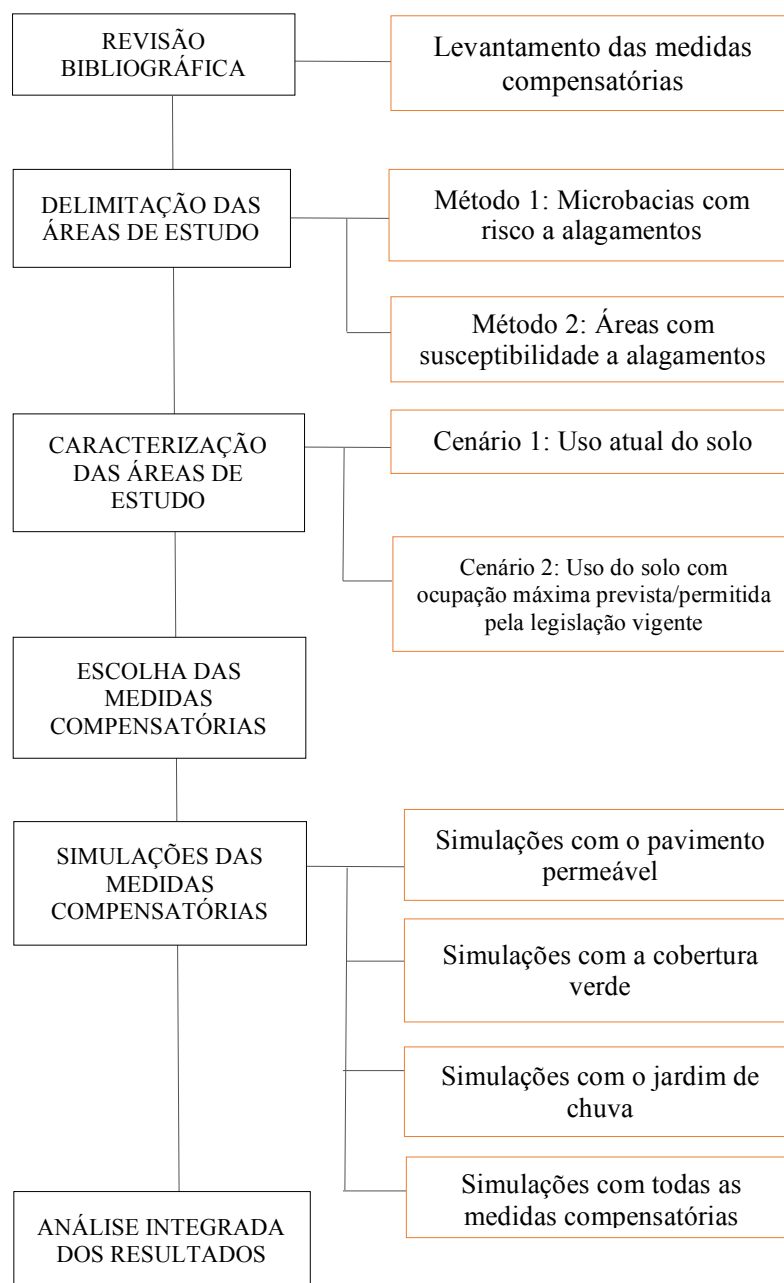 REVISÃO
BIBLIOGRÁFICA
Levantamento das medidas
compensatórias
DELIMITAÇÃO DAS
ÁREAS DE ESTUDO
Método 1: Microbacias com
risco a alagamentos
Método 2: Áreas com
susceptibilidade a alagamentos
CARACTERIZAÇÃO
DAS ÁREAS DE
ESTUDO
Cenário 1: Uso atual do solo
Cenário 2: Uso do solo com
ocupação máxima prevista/permitida
pela legislação vigente
ESCOLHA DAS
MEDIDAS
COMPENSATÓRIAS
SIMULAÇÕES DAS
MEDIDAS
COMPENSATÓRIAS
Simulações com o pavimento
permeável
Simulações com a cobertura
verde
Simulações com o jardim de
chuva
Simulações com todas as
medidas compensatórias
ANÁLISE INTEGRADA
DOS RESULTADOS